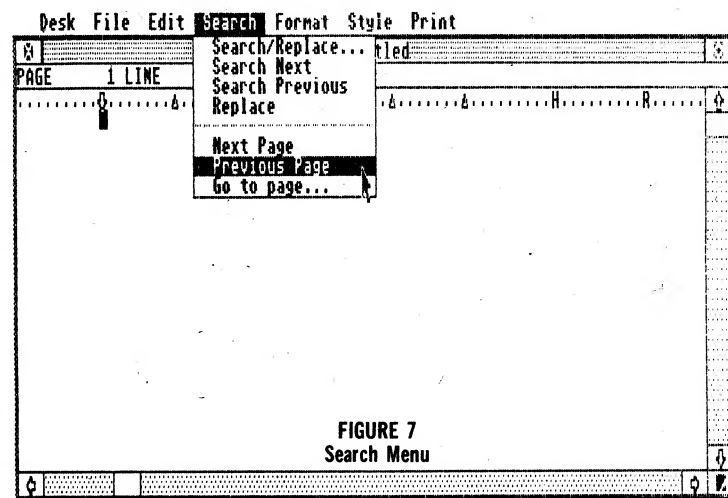 Desk File Edit Search Format Style Print
Search/Replace... tled
Search Next
PAGE 1 LINE
Search Previous
Replace
H R
Next Page
Previous Page
Go to page...
FIGURE 7
Search Menu